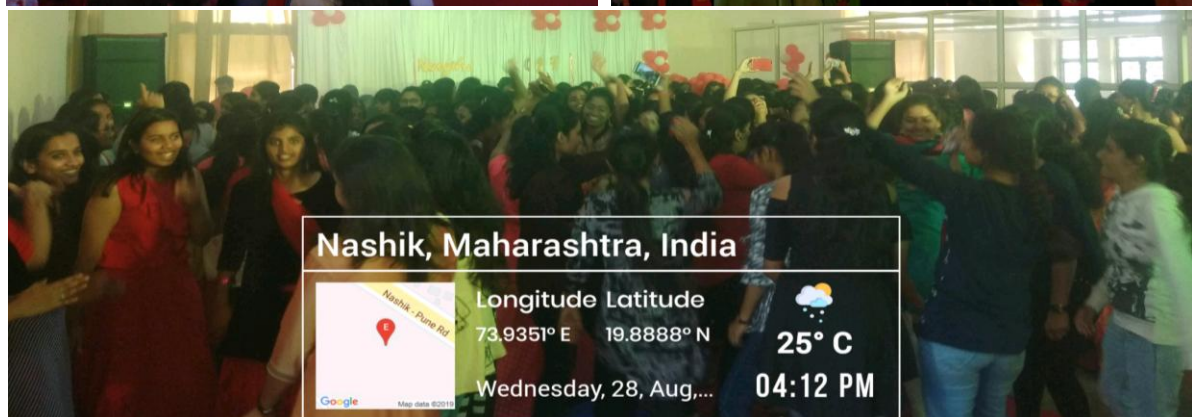 Nashik, Maharashtra, India
Nashik - Pune Rd
E
Longitude Latitude
73.9351° E 19.8888° N
25° C
Wednesday, 28, Aug,...
04:12 PM
Google
Map data ©2019